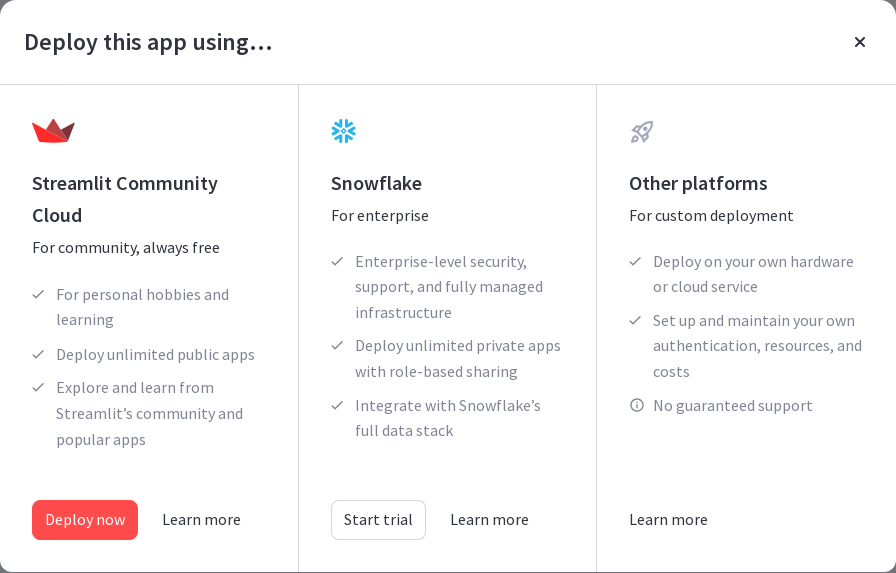 Deploy this app using…
Streamlit Community
Cloud
For community, always free
For personal hobbies and
learning
Deploy unlimited public apps
Explore and learn from
Streamlit’s community and
popular apps
Deploy now
Learn more
Snowflake
For enterprise
Enterprise-level security,
support, and fully managed
infrastructure
Deploy unlimited private apps
with role-based sharing
Integrate with Snowflake’s
full data stack
Start trial
Learn more
Other platforms
For custom deployment
Deploy on your own hardware
or cloud service
Set up and maintain your own
authentication, resources, and
costs
No guaranteed support
Learn more